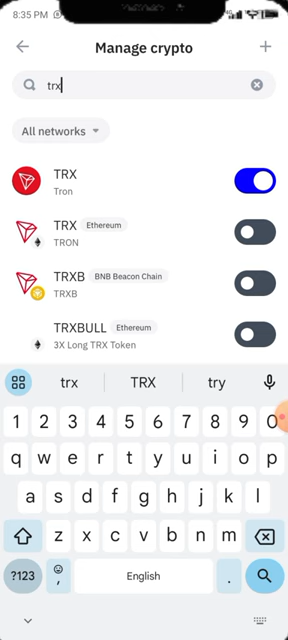 8:35 PM
Manage crypto
trx
All networks
TRX
Tron
TRX Ethereum
TRON
TRXB BNB Beacon Chain
TRXB
TRXBULL Ethereum
3X Long TRX Token
trx TRX try
1 2 3 4 5 6 7 8 9 0
q w e r t y u i o p
a s d f g h j k l
z x c v b n m
?123 , English .